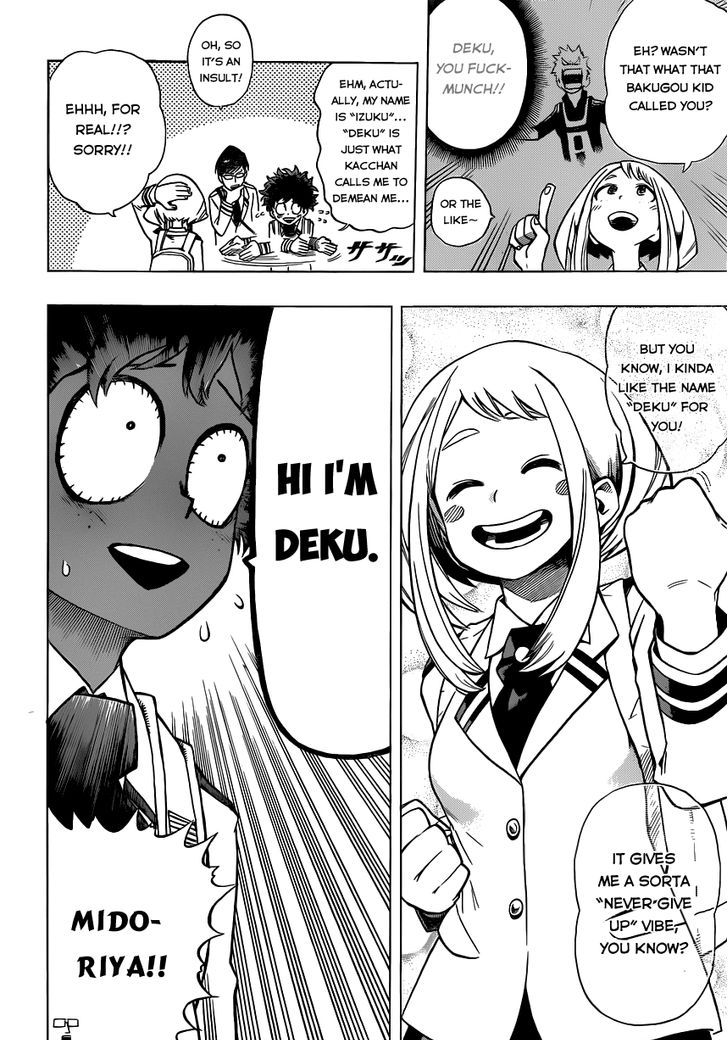 EH? WASN'T
THAT WHAT THAT
BAKUGOU KID
CALLED YOU?
DEKU,
YOU FUCK-
MUNCH!!
OR THE
LIKE~
EHM, ACTU-
ALLY, MY NAME
IS "IZUKU"...
"DEKU" IS
JUST WHAT
KACCHAN
CALLS ME TO
DEMEAN ME...
OH, SO
IT'S AN
INSULT!
EHHH, FOR
REAL!!?
SORRY!!
ササッ
BUT YOU
KNOW, I KINDA
LIKE THE NAME
"DEKU" FOR
YOU!
IT GIVES
ME A SORTA
"NEVER GIVE
UP" VIBE,
YOU KNOW?
HI I'M
DEKU.
MIDO-
RIYA!!